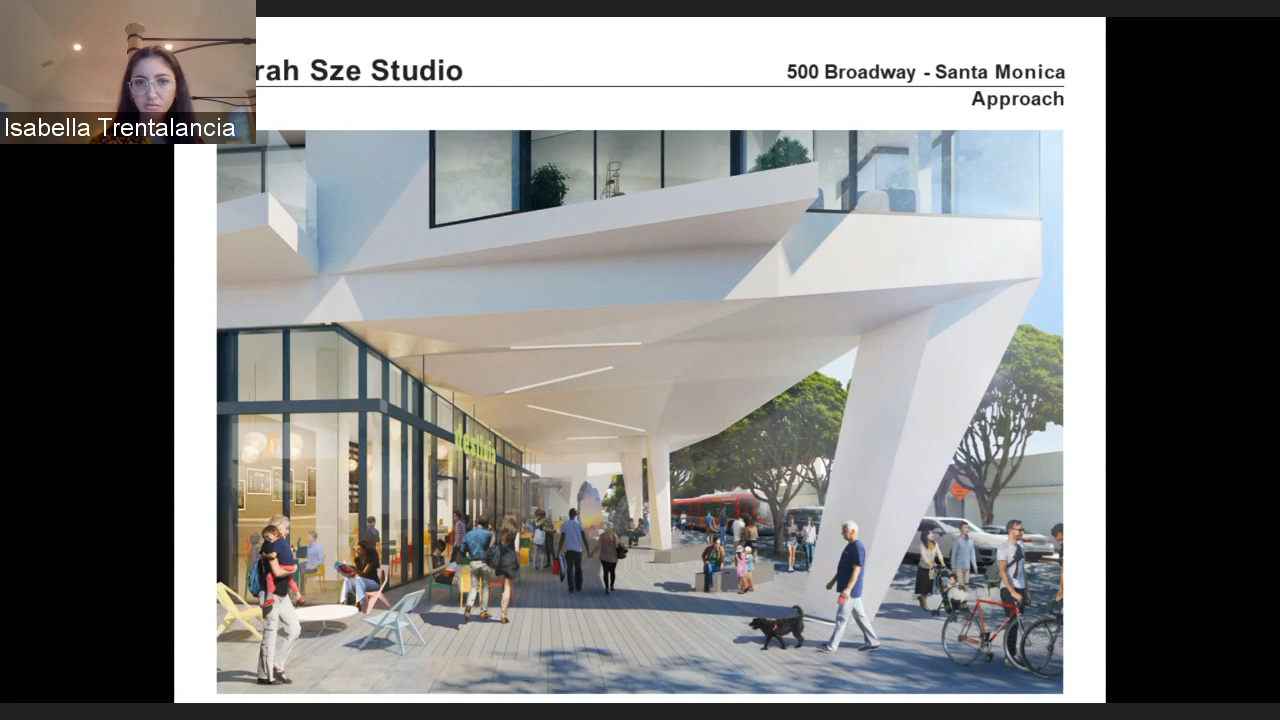 rah Sze Studio
500 Broadway - Santa Monica
Approach
Isabella Trentalancia